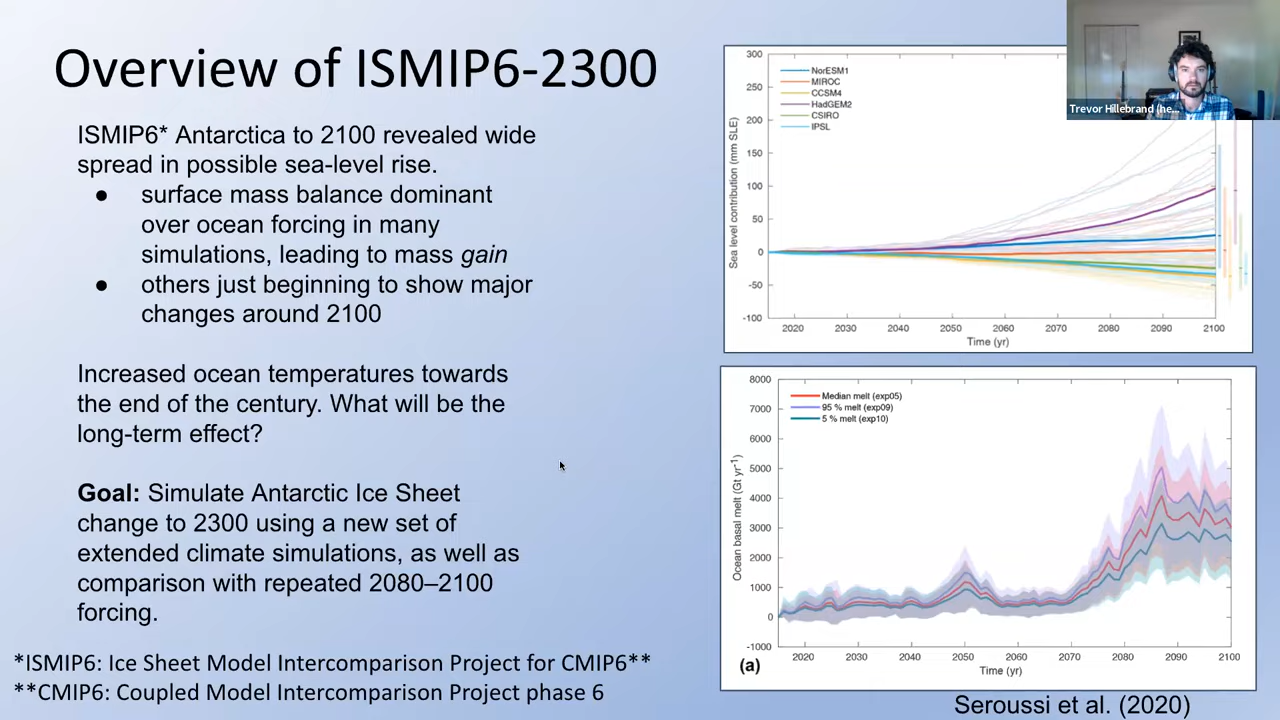 Overview of ISMIP6-2300
ISMIP6* Antarctica to 2100 revealed wide
spread in possible sea-level rise.
● surface mass balance dominant
over ocean forcing in many
simulations, leading to mass gain
● others just beginning to show major
changes around 2100
Increased ocean temperatures towards
the end of the century. What will be the
long-term effect?
Goal: Simulate Antarctic Ice Sheet
change to 2300 using a new set of
extended climate simulations, as well as
comparison with repeated 2080–2100
forcing.
*ISMIP6: Ice Sheet Model Intercomparison Project for CMIP6**
**CMIP6: Coupled Model Intercomparison Project phase 6
Trevor Hillebrand (he...
300
250
200
150
100
50
0
-50
-100
Sea level contribution (mm SLE)
NorESM1
MIROC
CCSM4
HadGEM2
CSIRO
IPSL
2020 2030 2040 2050 2060 2070 2080 2090 2100
Time (yr)
8000
7000
6000
5000
4000
3000
2000
1000
0
-1000
Ocean basal melt (Gt yr-1)
Median melt (exp05)
95 % melt (exp09)
5 % melt (exp10)
2020 2030 2040 2050 2060 2070 2080 2090 2100
(a)
Time (yr)
Seroussi et al. (2020)